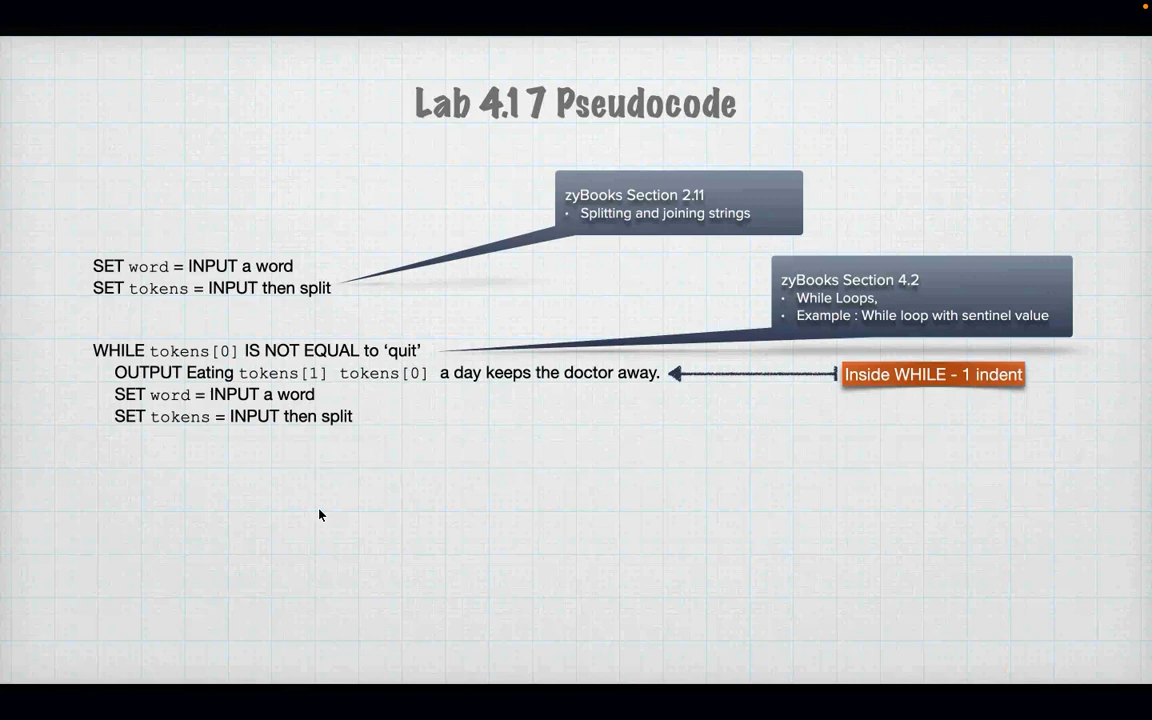 Lab 4.17 Pseudocode
zyBooks Section 2.11
• Splitting and joining strings
SET word = INPUT a word
SET tokens = INPUT then split
zyBooks Section 4.2
• While Loops,
• Example : While loop with sentinel value
WHILE tokens[0] IS NOT EQUAL to ‘quit’
OUTPUT Eating tokens[1] tokens[0] a day keeps the doctor away.
Inside WHILE - 1 indent
SET word = INPUT a word
SET tokens = INPUT then split